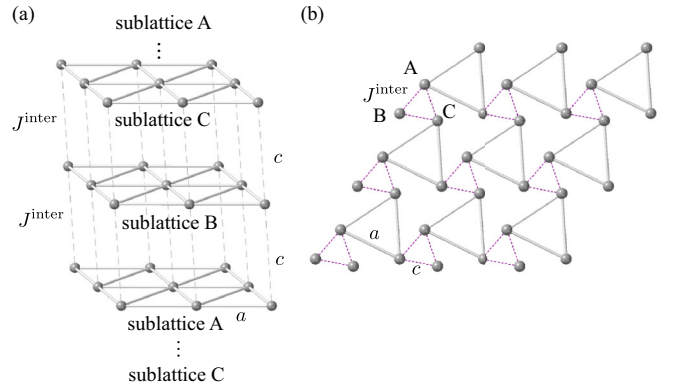 (a)
sublattice A
⋮
sublattice C
J^inter
c
sublattice B
J^inter
c
sublattice A
a
⋮
sublattice C
(b)
A
J^inter
B
C
a
c